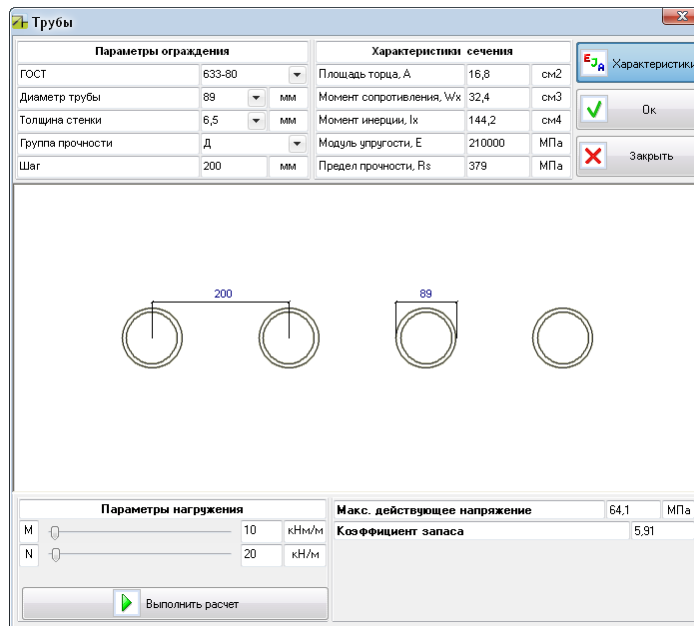 Трубы
Параметры ограждения
ГОСТ 633-80
Диаметр трубы 89 мм
Толщина стенки 6,5 мм
Группа прочности Д
Шаг 200 мм
Характеристики сечения
Площадь торца, А 16,8 см2
Момент сопротивления, Wx 32,4 см3
Момент инерции, Ix 144,2 см4
Модуль упругости, E 210000 МПа
Предел прочности, Rs 379 МПа
EJA Характеристики
Ок
Закрыть
200 89
Параметры нагружения
M 10 кНм/м
N 20 кН/м
Выполнить расчет
Макс. действующее напряжение 64,1 МПа
Коэффициент запаса 5,91